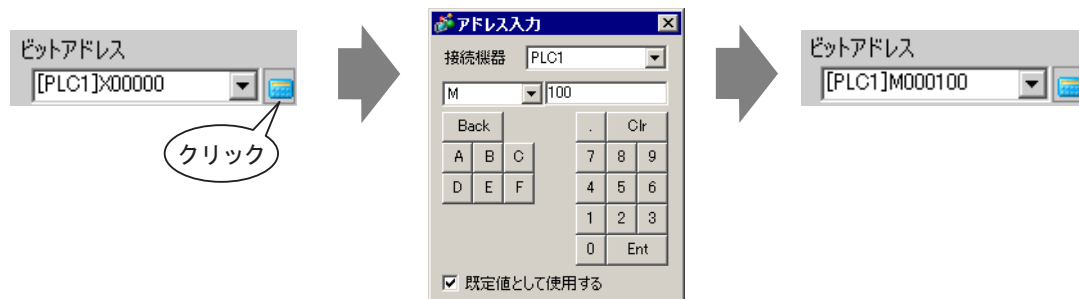 ビットアドレス
[PLC1]X00000
クリック
アドレス入力
接続機器 PLC1
M 100
Back . Clr
A B C 7 8 9
D E F 4 5 6
1 2 3
0 Ent
既定値として使用する
ビットアドレス
[PLC1]M000100